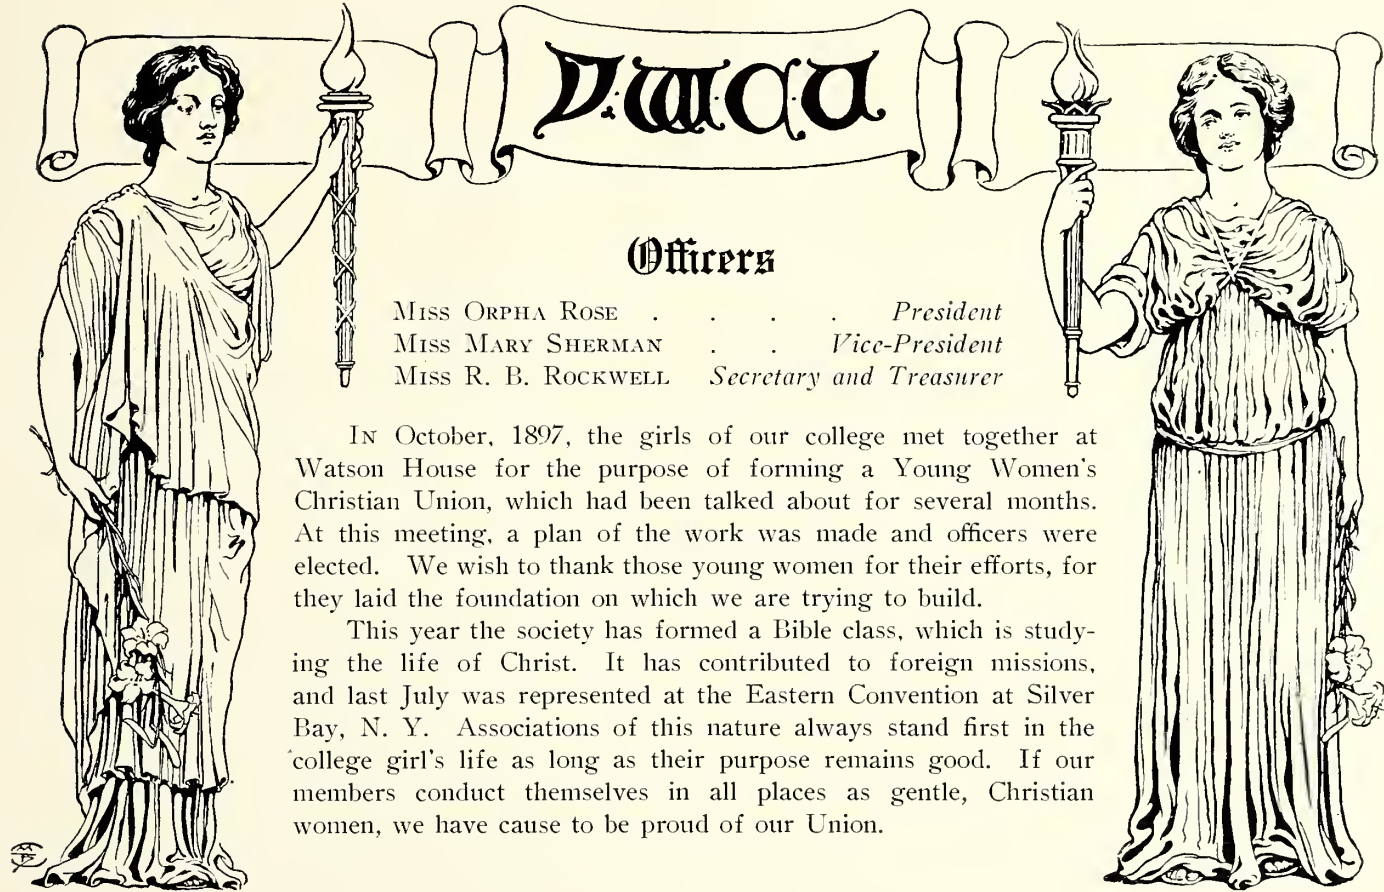 Y.W.C.A
Officers
Miss Orpha Rose . . . . President
Miss Mary Sherman . . Vice-President
Miss R. B. Rockwell Secretary and Treasurer
In October, 1897, the girls of our college met together at
Watson House for the purpose of forming a Young Women's
Christian Union, which had been talked about for several months.
At this meeting, a plan of the work was made and officers were
elected. We wish to thank those young women for their efforts, for
they laid the foundation on which we are trying to build.
This year the society has formed a Bible class, which is study-
ing the life of Christ. It has contributed to foreign missions,
and last July was represented at the Eastern Convention at Silver
Bay, N. Y. Associations of this nature always stand first in the
college girl's life as long as their purpose remains good. If our
members conduct themselves in all places as gentle, Christian
women, we have cause to be proud of our Union.